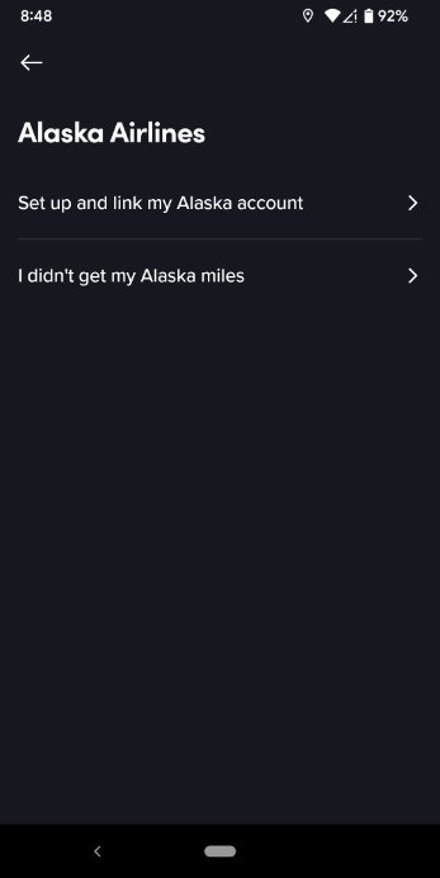 8:48
92%
Alaska Airlines
Set up and link my Alaska account
I didn't get my Alaska miles